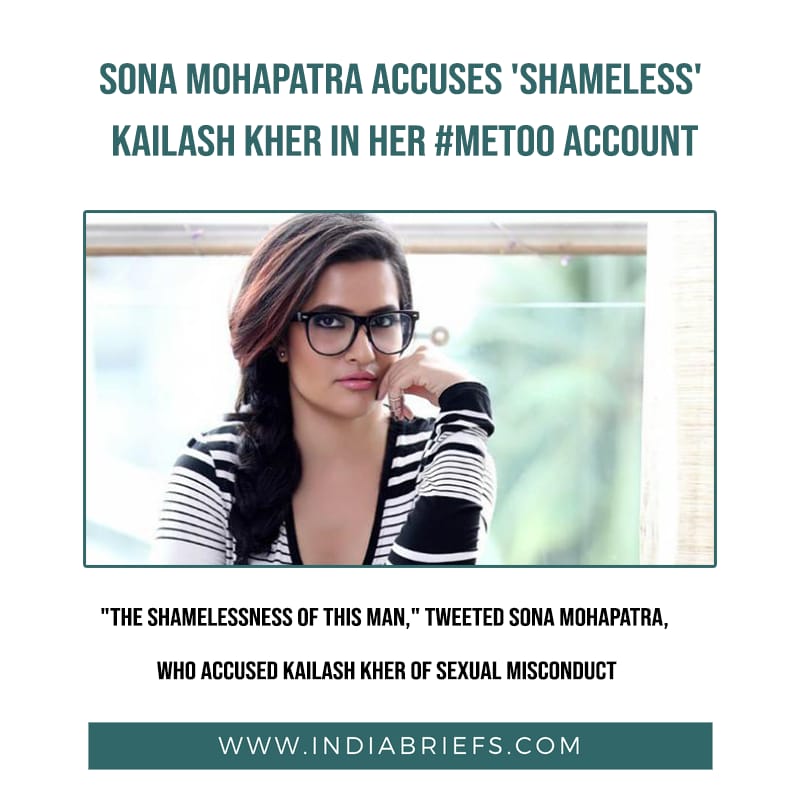 SONA MOHAPATRA ACCUSES 'SHAMELESS'
KAILASH KHER IN HER #METOO ACCOUNT
"THE SHAMELESSNESS OF THIS MAN," TWEETED SONA MOHAPATRA,
WHO ACCUSED KAILASH KHER OF SEXUAL MISCONDUCT
WWW.INDIABRIEFS.COM